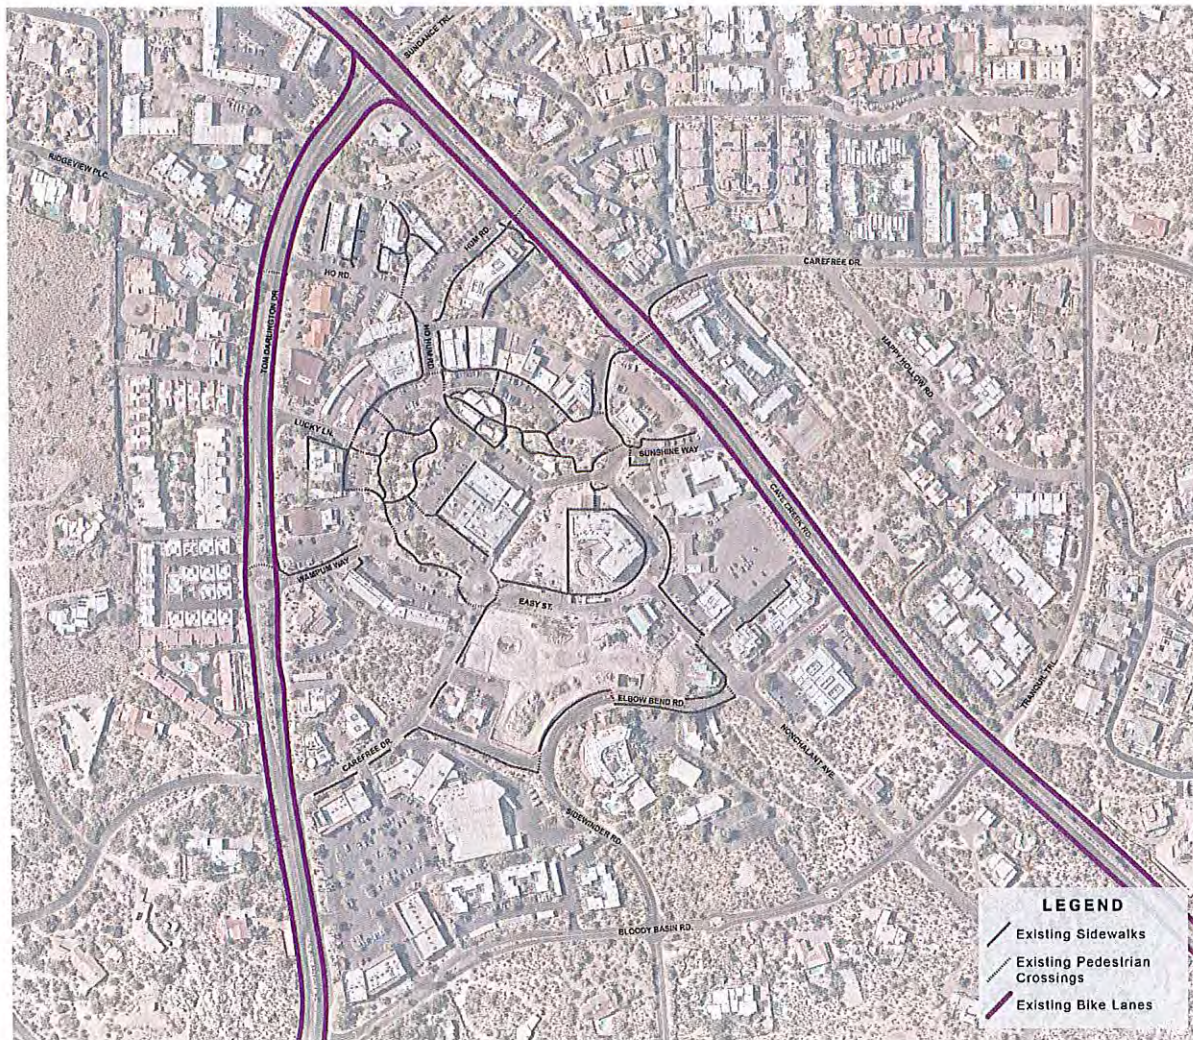 SUNDANCE TRL.
RIDGEVIEW PLC.
HUM RD.
CAREFREE DR.
HO RD.
TOM DARLINGTON DR.
HO HUM RD.
HAPPY HOLLOW RD.
LUCKY LN.
SUNSHINE WAY
CAVE CREEK RD.
WAMPUM WAY
EASY ST.
ELBOW BEND RD.
TRANQUIL TRL.
NONCHALANT AVE.
CAREFREE DR.
SIDEWINDER RD.
BLOODY BASIN RD.
LEGEND
Existing Sidewalks
Existing Pedestrian
Crossings
Existing Bike Lanes